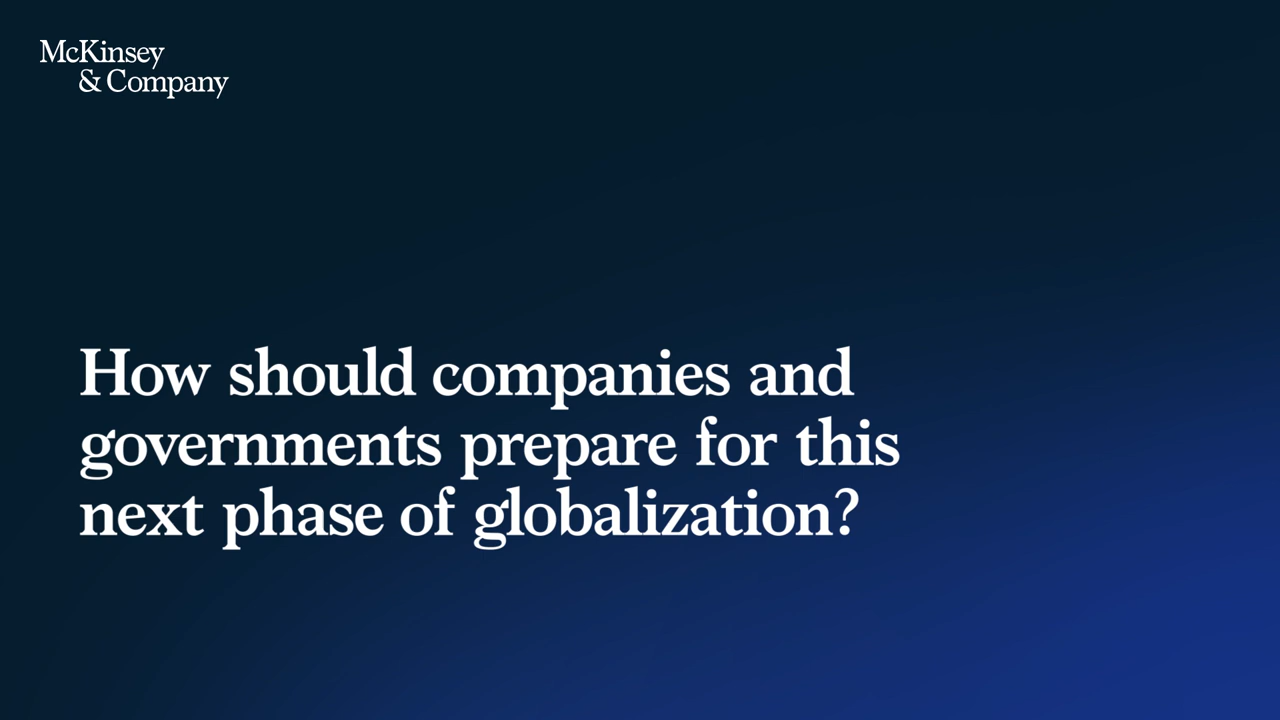 McKinsey
& Company
How should companies and
governments prepare for this
next phase of globalization?